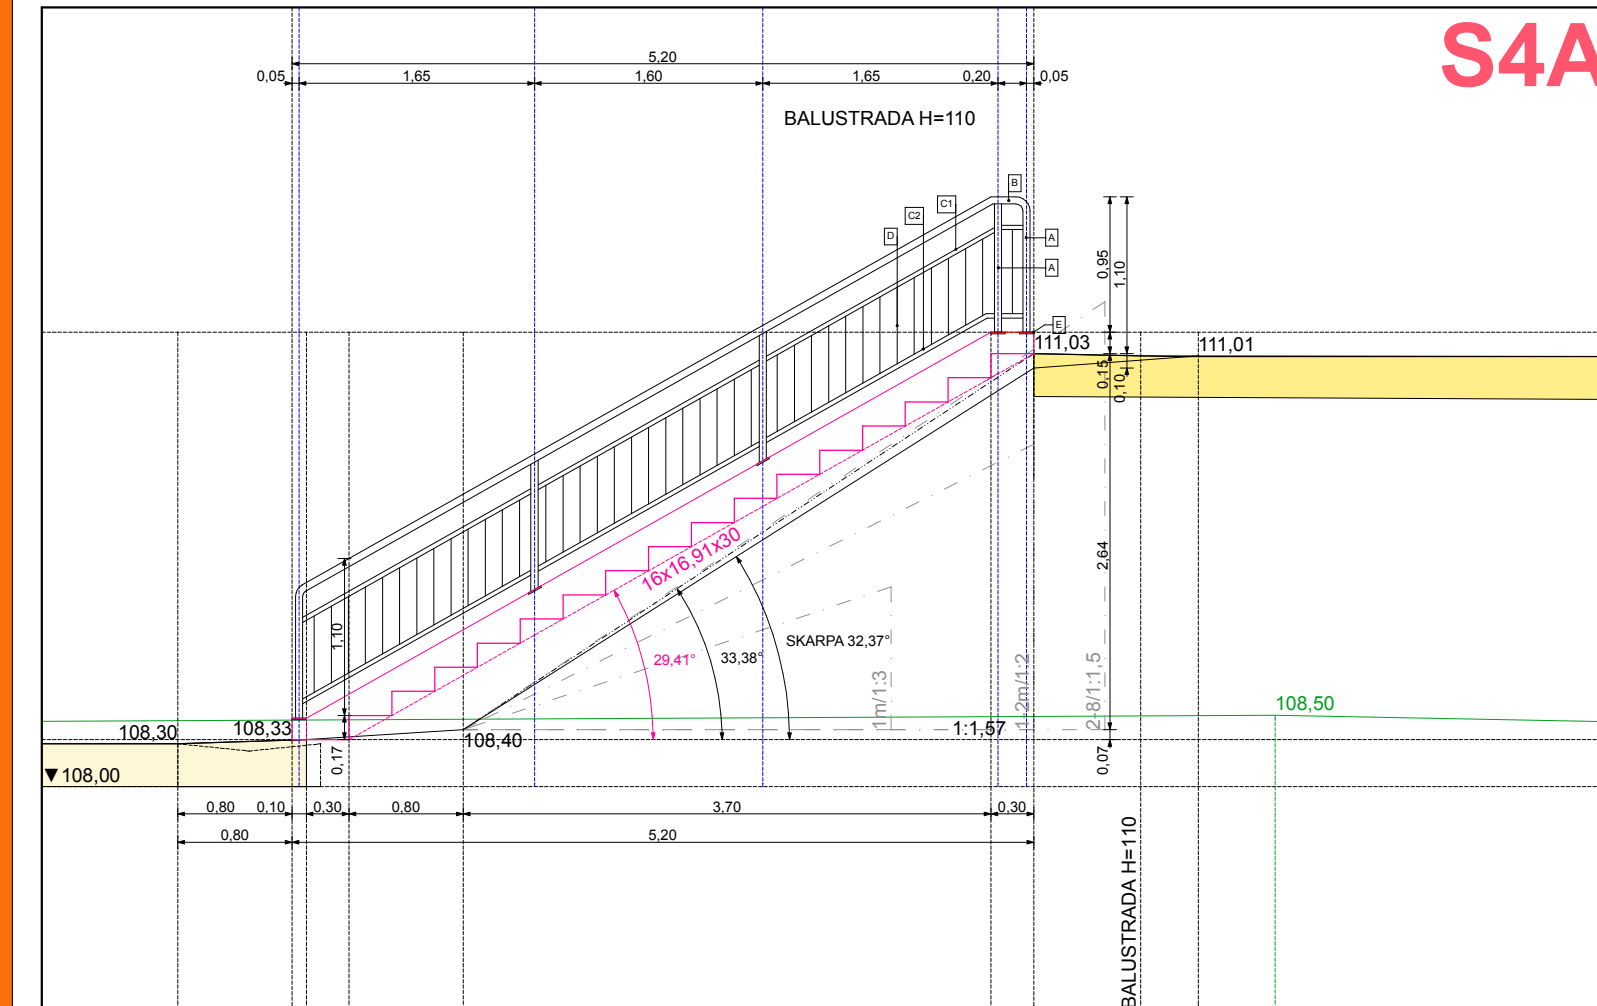 S4A
5,20
0,05
1,65
1,60
1,65
0,20
0,05
BALUSTRADA H=110
B
C1
C2
D
A
A
E
0,95
1,10
111,03
111,01
0,15
0,10
16x16,91x30
2,64
1,10
29,41°
33,38°
SKARPA 32,37°
1m/1:3
1-2m/1:2
2-8/1:1,5
108,50
108,30
108,33
108,40
1:1,57
0,17
0,07
108,00
0,80
0,10
0,30
0,80
3,70
0,30
0,80
5,20
BALUSTRADA H=110